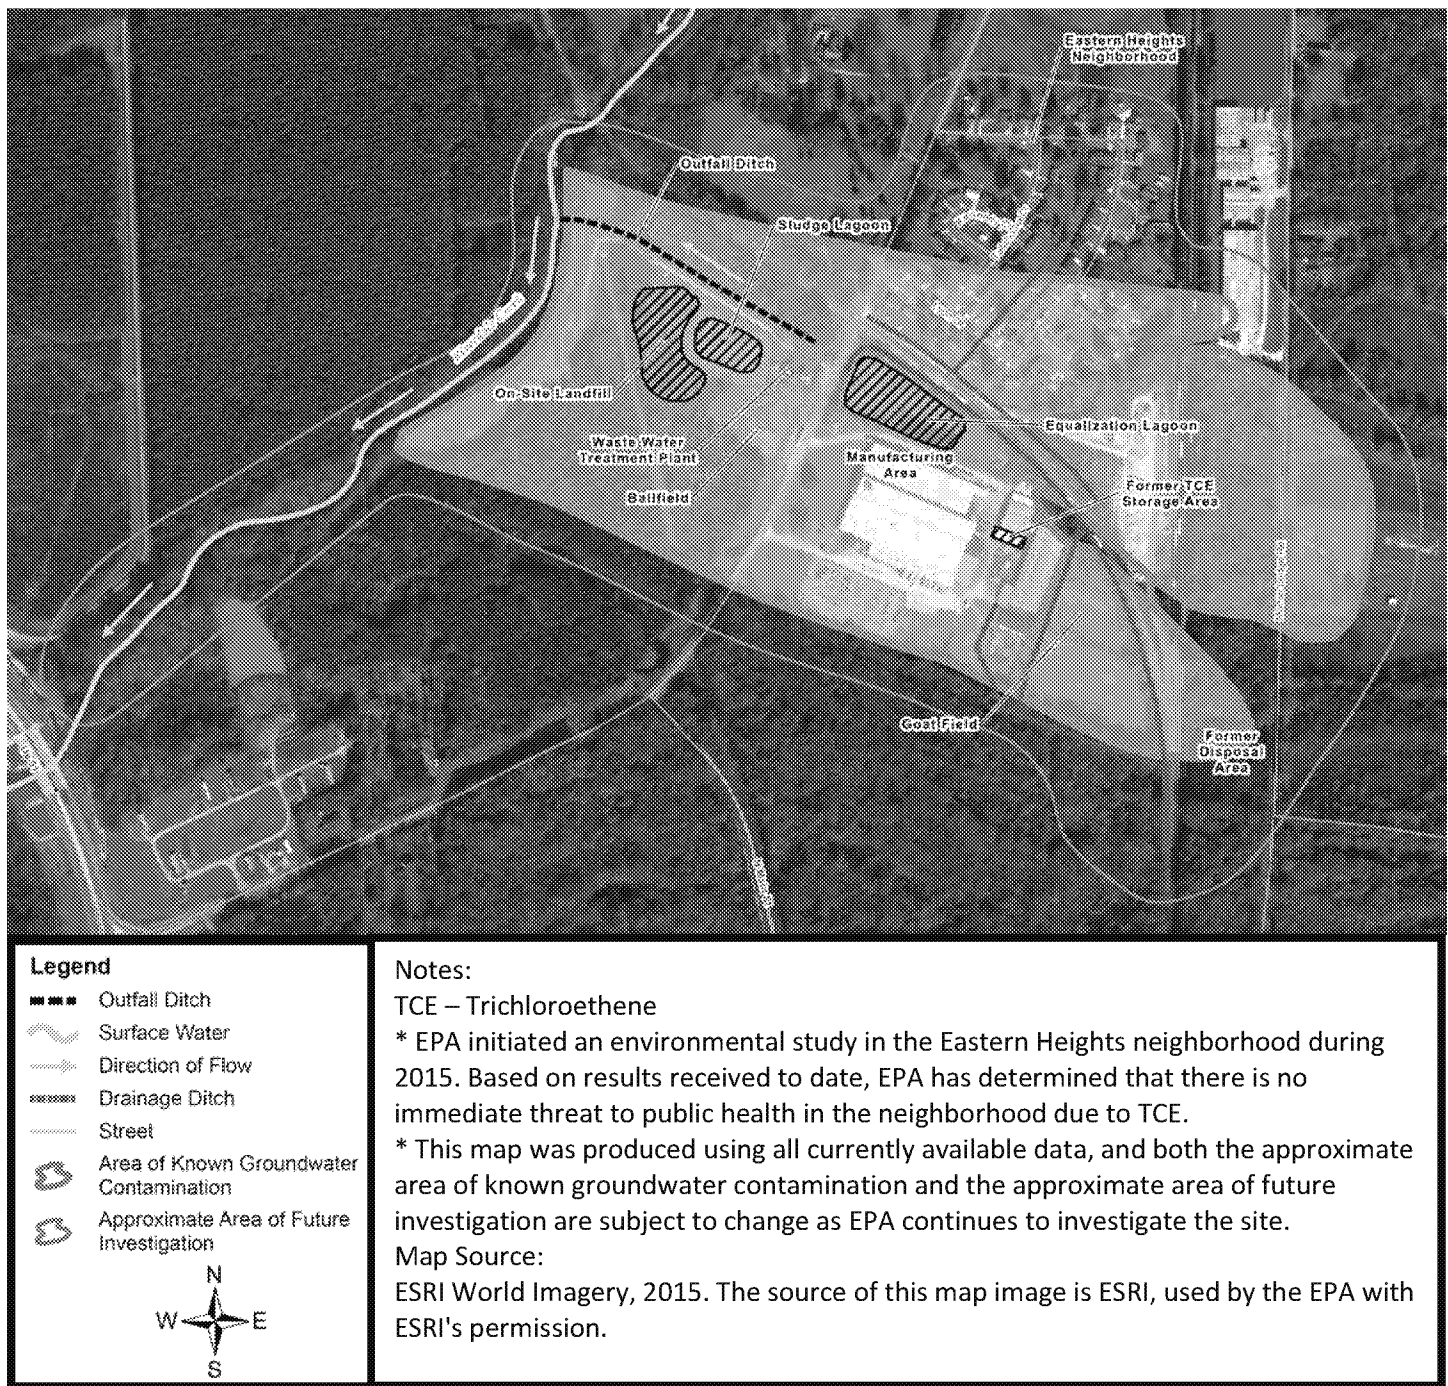 Eastern Heights
Neighborhood
Outfall Ditch
Sludge Lagoon
On-Site Landfill
Equalization Lagoon
Waste Water
Treatment Plant
Manufacturing
Area
Ballfield
Former TCE
Storage Area
Goat Field
Former
Disposal
Area
Legend
Outfall Ditch
Surface Water
Direction of Flow
Drainage Ditch
Street
Area of Known Groundwater
Contamination
Approximate Area of Future
Investigation
N
W E
S
Notes:
TCE – Trichloroethene
* EPA initiated an environmental study in the Eastern Heights neighborhood during
2015. Based on results received to date, EPA has determined that there is no
immediate threat to public health in the neighborhood due to TCE.
* This map was produced using all currently available data, and both the approximate
area of known groundwater contamination and the approximate area of future
investigation are subject to change as EPA continues to investigate the site.
Map Source:
ESRI World Imagery, 2015. The source of this map image is ESRI, used by the EPA with
ESRI's permission.